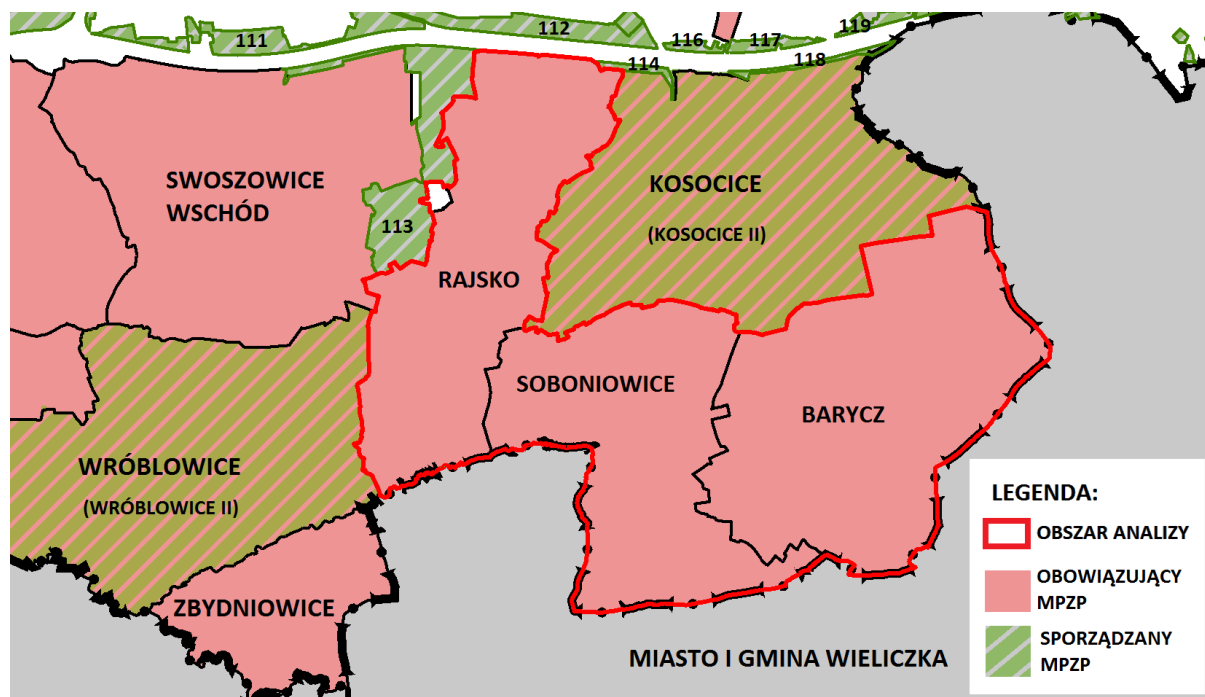 111
112
116
117
119
114
118
SWOSZOWICE
WSCHÓD
KOSOCICE
(KOSOCICE II)
113
RAJSKO
SOBONIOWICE
BARYCZ
WRÓBLOWICE
(WRÓBLOWICE II)
ZBYDNIOWICE
MIASTO I GMINA WIELICZKA
LEGENDA:
OBSZAR ANALIZY
OBOWIĄZUJĄCY
MPZP
SPORZĄDZANY
MPZP